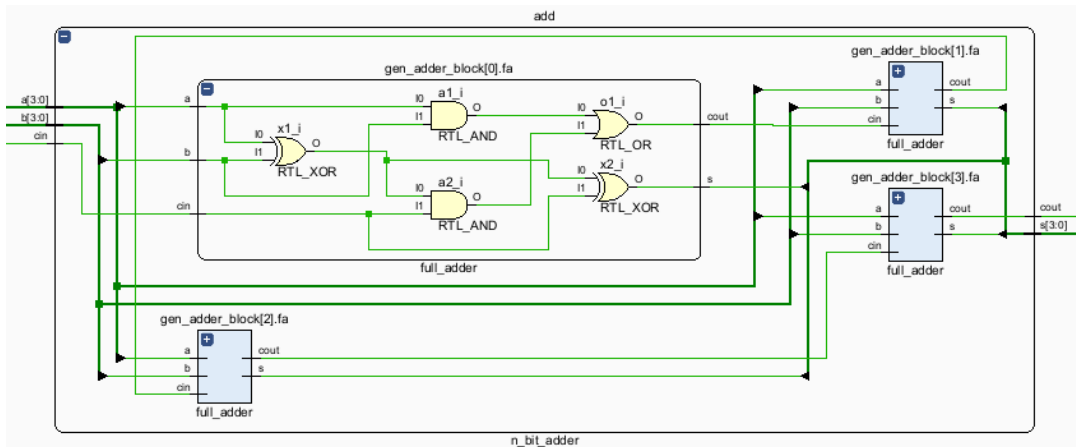 add
gen_adder_block[1].fa
gen_adder_block[0].fa
a[3:0]
b[3:0]
cin
a
b
cin
I0
I1
x1_i
O
RTL_XOR
I0
I1
a1_i
O
RTL_AND
I0
I1
a2_i
O
RTL_AND
I0
I1
o1_i
O
RTL_OR
I0
I1
x2_i
O
RTL_XOR
cout
s
full_adder
a
b
cin
cout
s
full_adder
gen_adder_block[3].fa
a
b
cin
cout
s
full_adder
cout
s[3:0]
gen_adder_block[2].fa
a
b
cin
cout
s
full_adder
n_bit_adder